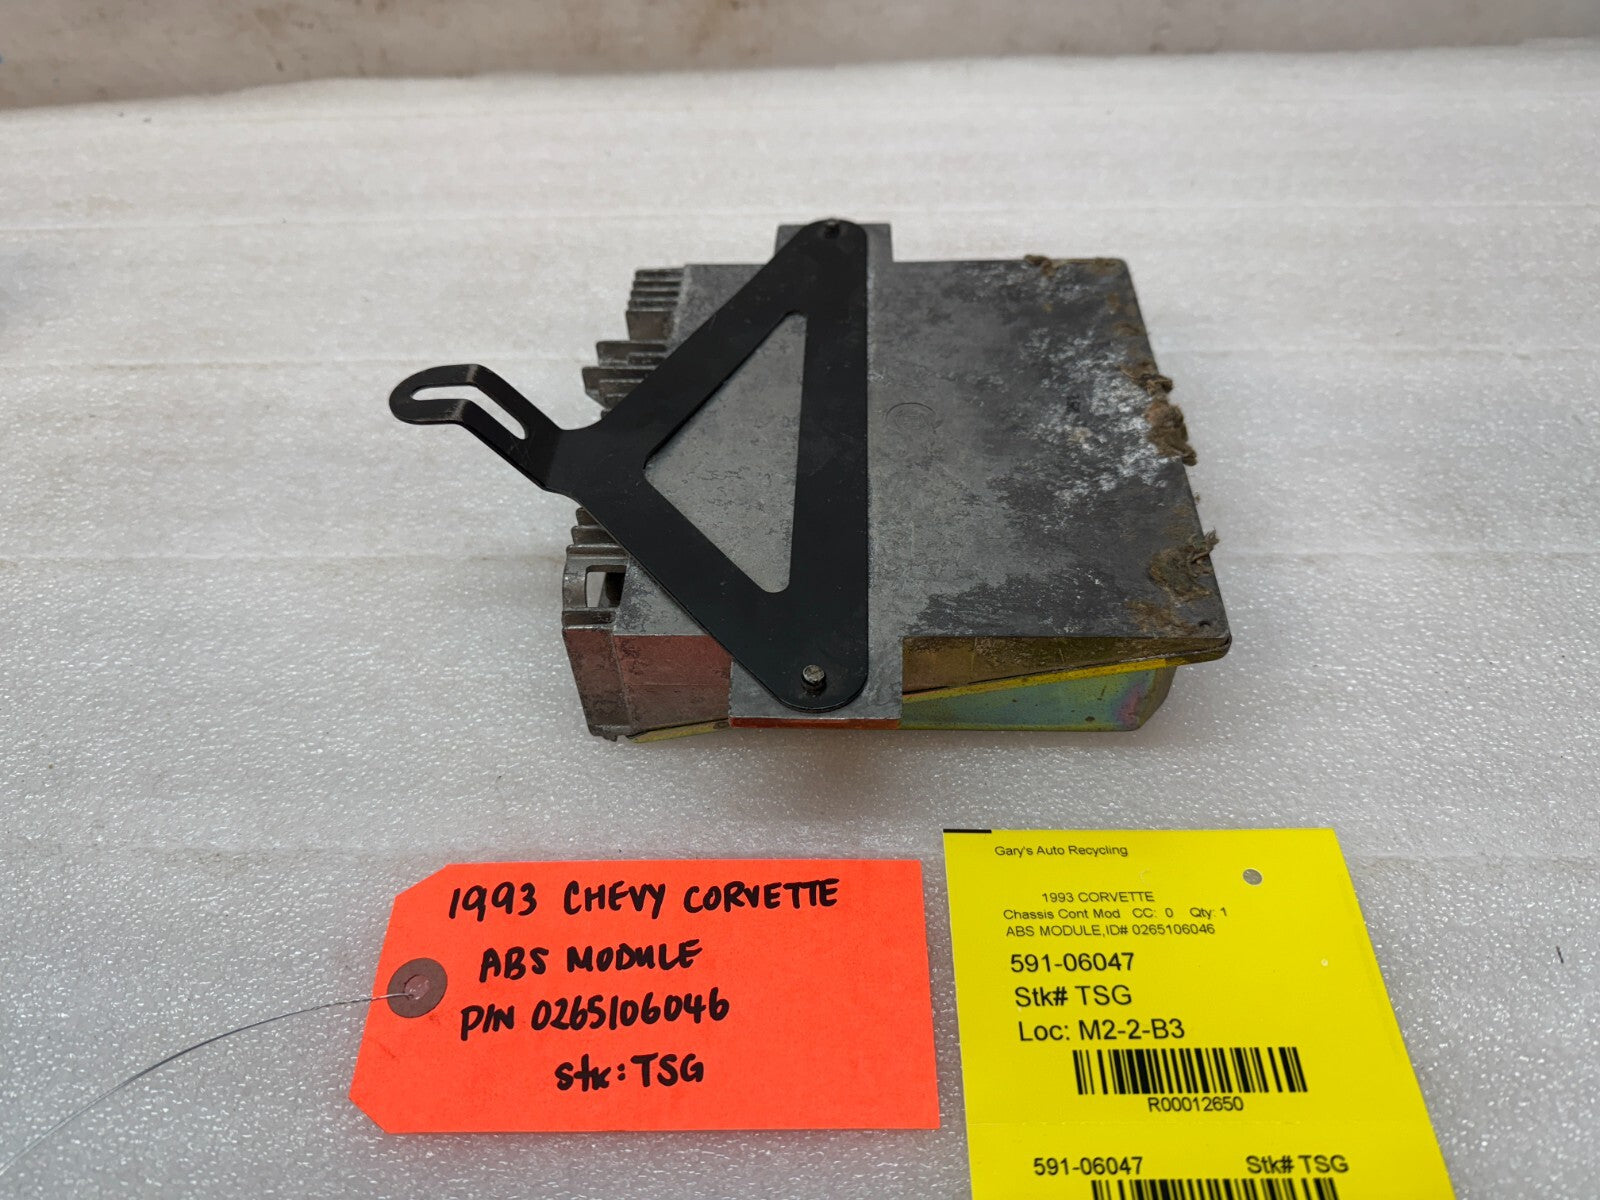 1993 CHEVY CORVETTE
ABS MODULE
P/N 0265106046
stk: TSG
Gary's Auto Recycling
1993 CORVETTE
Chassis Cont Mod CC: 0 Qty: 1
ABS MODULE,ID# 0265106046
591-06047
Stk# TSG
Loc: M2-2-B3
R00012650
591-06047 Stk# TSG